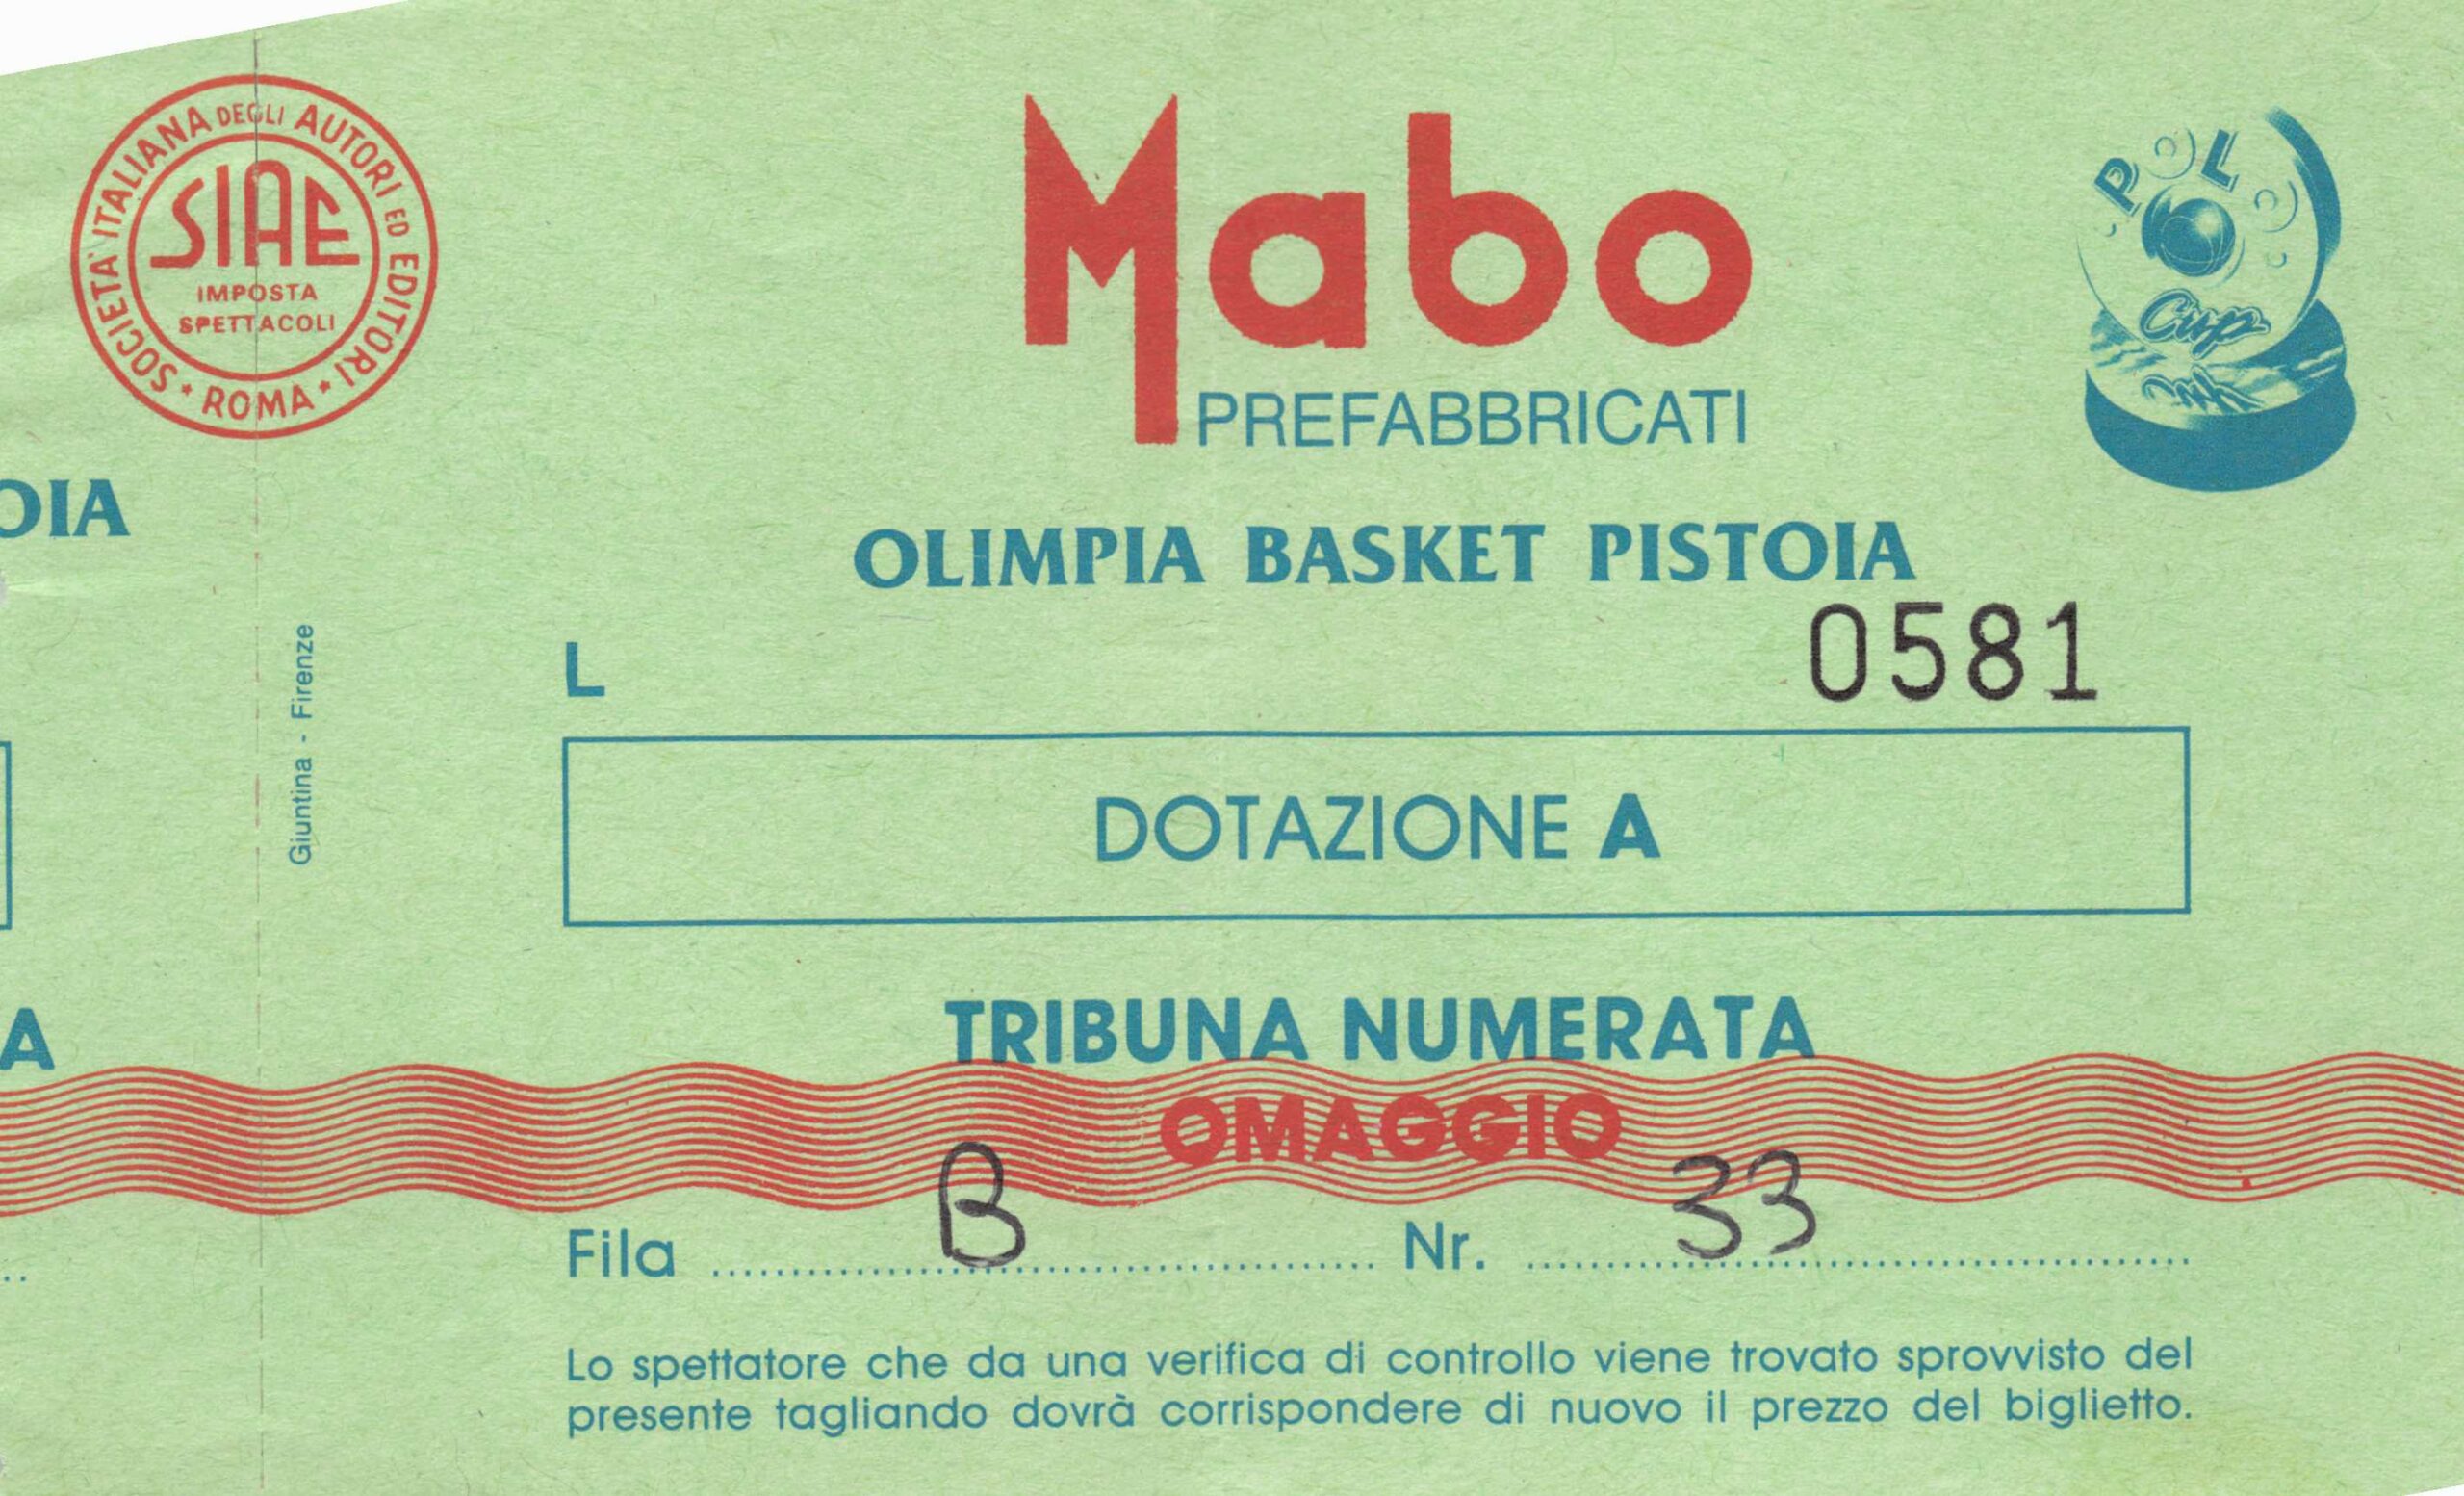 SOCIETA' ITALIANA DEGLI AUTORI ED EDITORI
SIAE
IMPOSTA
SPETTACOLI
* ROMA *
Mabo
PREFABBRICATI
POL
Cup
OIA
OLIMPIA BASKET PISTOIA
0581
L
Giuntina - Firenze
DOTAZIONE A
A
TRIBUNA NUMERATA
OMAGGIO
Fila B Nr. 33
Lo spettatore che da una verifica di controllo viene trovato sprovvisto del
presente tagliando dovrà corrispondere di nuovo il prezzo del biglietto.